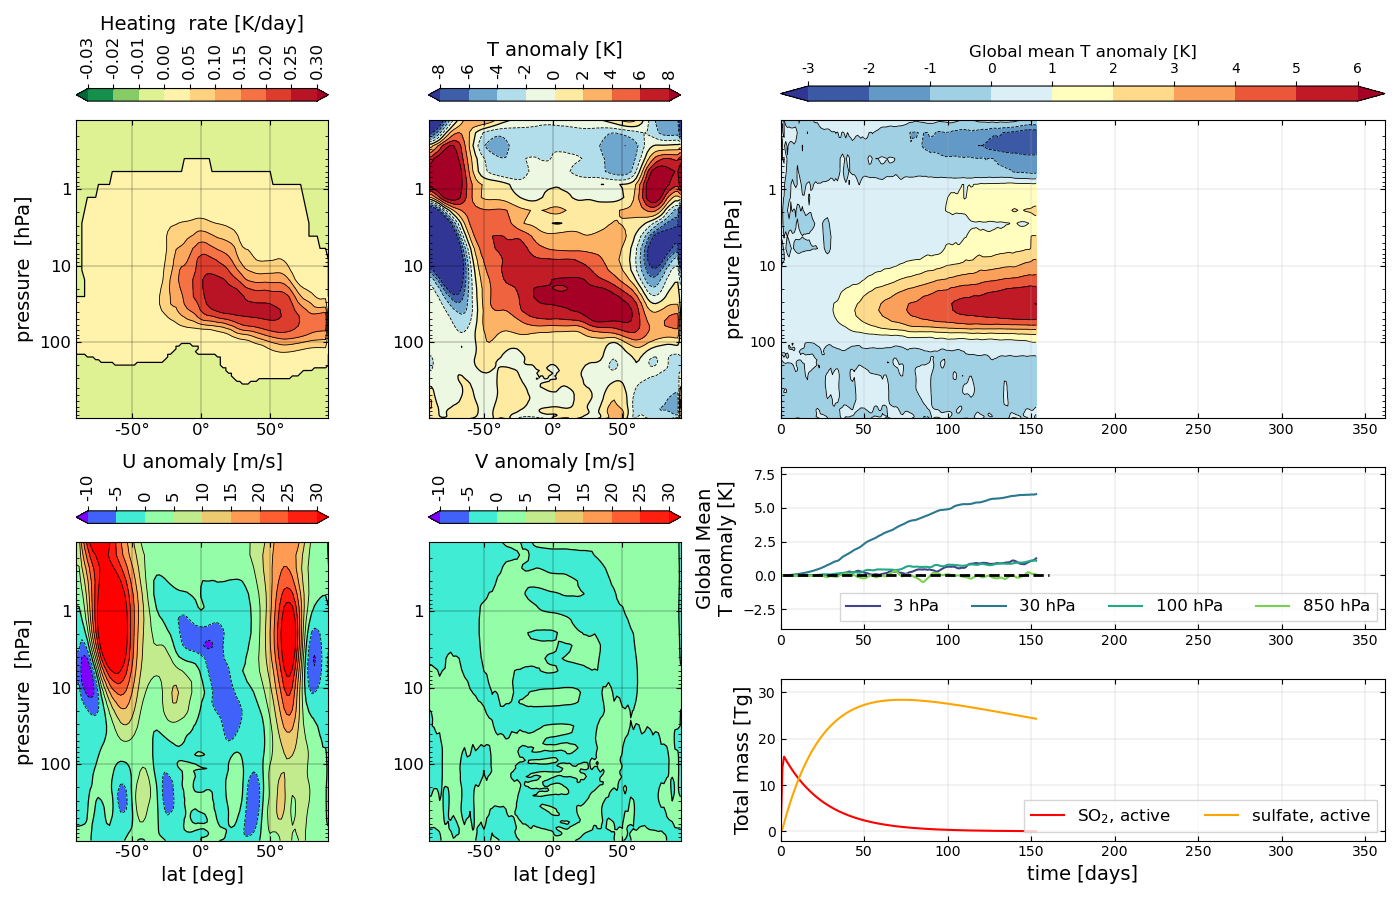 Heating  rate [K/day]
-0.03 -0.02 -0.01 0.00 0.05 0.10 0.15 0.20 0.25 0.30
pressure [hPa]
1
10
100
-50° 0° 50°
T anomaly [K]
-8 -6 -4 -2 0 2 4 6 8
1
10
100
-50° 0° 50°
Global mean T anomaly [K]
-3 -2 -1 0 1 2 3 4 5 6
pressure [hPa]
1
10
100
0 50 100 150 200 250 300 350
U anomaly [m/s]
-10 -5 0 5 10 15 20 25 30
pressure [hPa]
1
10
100
-50° 0° 50°
lat [deg]
V anomaly [m/s]
-10 -5 0 5 10 15 20 25 30
1
10
100
-50° 0° 50°
lat [deg]
Global Mean
T anomaly [K]
7.5
5.0
2.5
0.0
−2.5
3 hPa 30 hPa 100 hPa 850 hPa
0 50 100 150 200 250 300 350
Total mass [Tg]
30
20
10
0
SO₂, active sulfate, active
0 50 100 150 200 250 300 350
time [days]